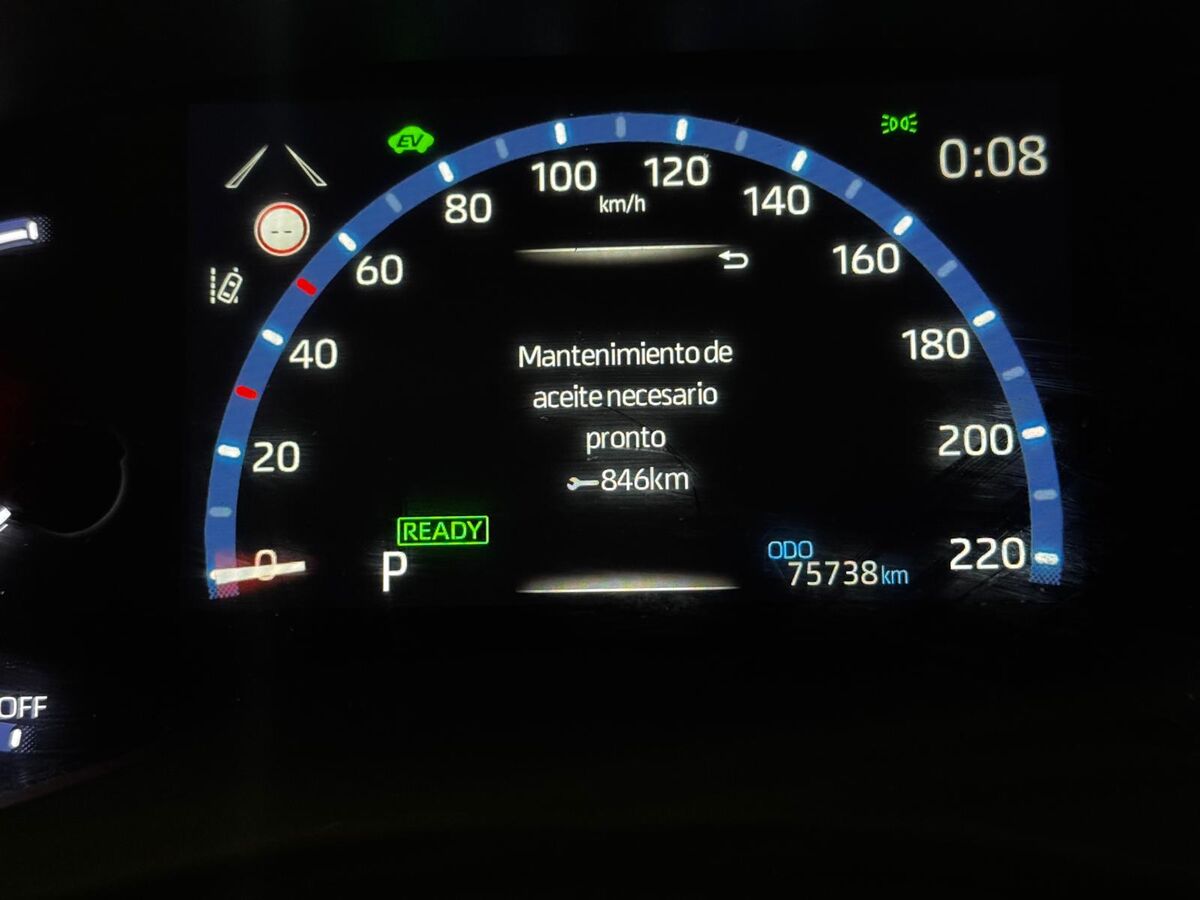 EV
0:08
100
120
km/h
80
140
60
160
--
40
180
Mantenimiento de
aceite necesario
pronto
846km
20
200
READY
0
P
ODO
75738km
220
OFF